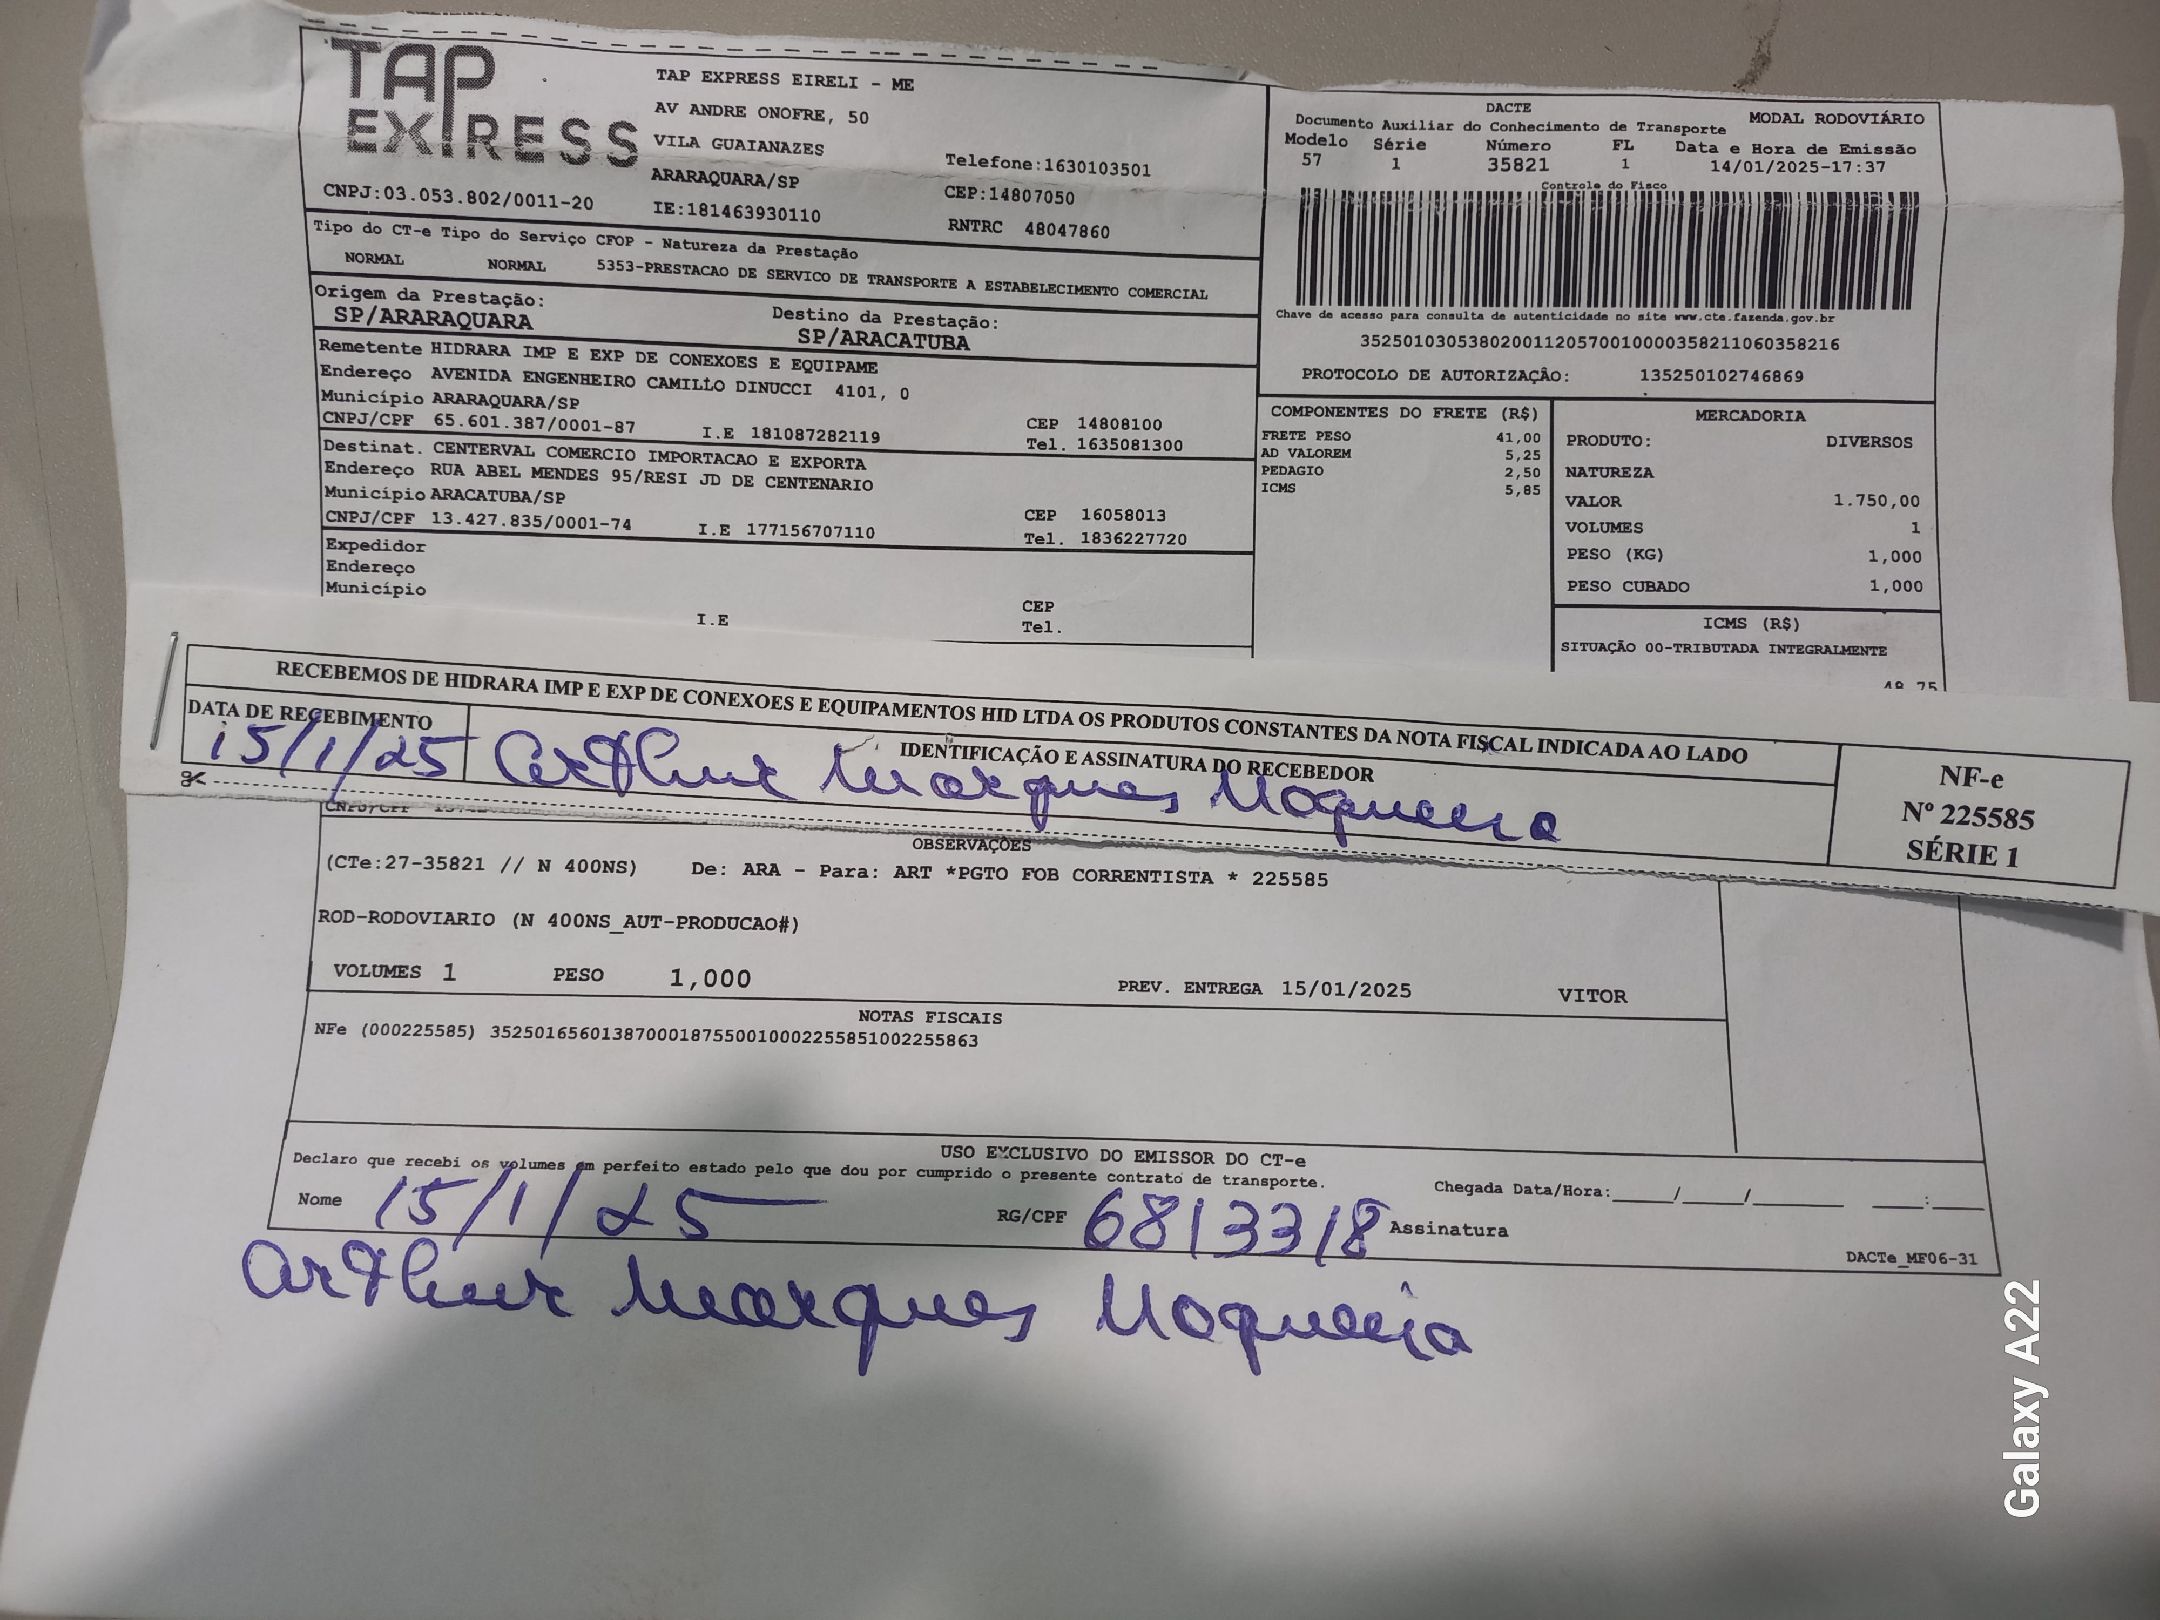 TAP EXPRESS
TAP EXPRESS EIRELI - ME
AV ANDRE ONOFRE, 50
VILA GUAIANAZES
Telefone:1630103501
ARARAQUARA/SP
CEP:14807050
CNPJ:03.053.802/0011-20
IE:181463930110
RNTRC 48047860
Tipo do CT-e Tipo do Serviço CFOP - Natureza da Prestação
NORMAL NORMAL 5353-PRESTACAO DE SERVICO DE TRANSPORTE A ESTABELECIMENTO COMERCIAL
Origem da Prestação: Destino da Prestação:
SP/ARARAQUARA SP/ARACATUBA
Remetente HIDRARA IMP E EXP DE CONEXOES E EQUIPAME
Endereço AVENIDA ENGENHEIRO CAMILLO DINUCCI 4101, 0
Município ARARAQUARA/SP CEP 14808100
CNPJ/CPF 65.601.387/0001-87 I.E 181087282119 Tel. 1635081300
Destinat. CENTERVAL COMERCIO IMPORTACAO E EXPORTA
Endereço RUA ABEL MENDES 95/RESI JD DE CENTENARIO
Município ARACATUBA/SP CEP 16058013
CNPJ/CPF 13.427.835/0001-74 I.E 177156707110 Tel. 1836227720
Expedidor
Endereço
Município CEP
I.E Tel.
DACTE MODAL RODOVIÁRIO
Documento Auxiliar do Conhecimento de Transporte
Modelo Série Número FL Data e Hora de Emissão
57 1 35821 1 14/01/2025-17:37
Controle do Fisco
Chave de acesso para consulta de autenticidade no site www.cte.fazenda.gov.br
35250103053802001120570010000358211060358216
PROTOCOLO DE AUTORIZAÇÃO: 135250102746869
COMPONENTES DO FRETE (R$)
FRETE PESO 41,00
AD VALOREM 5,25
PEDAGIO 2,50
ICMS 5,85
MERCADORIA
PRODUTO: DIVERSOS
NATUREZA
VALOR 1.750,00
VOLUMES 1
PESO (KG) 1,000
PESO CUBADO 1,000
ICMS (R$)
SITUAÇÃO 00-TRIBUTADA INTEGRALMENTE
48,75
RECEBEMOS DE HIDRARA IMP E EXP DE CONEXOES E EQUIPAMENTOS HID LTDA OS PRODUTOS CONSTANTES DA NOTA FISCAL INDICADA AO LADO
DATA DE RECEBIMENTO IDENTIFICAÇÃO E ASSINATURA DO RECEBEDOR
15/1/25 Arthur Marques Noqueira
NF-e
Nº 225585
SÉRIE 1
CNPJ/CPF
OBSERVAÇÕES
(CTe:27-35821 // N 400NS) De: ARA - Para: ART *PGTO FOB CORRENTISTA * 225585
ROD-RODOVIARIO (N 400NS_AUT-PRODUCAO#)
VOLUMES 1 PESO 1,000 PREV. ENTREGA 15/01/2025 VITOR
NOTAS FISCAIS
NFe (000225585) 35250165601387000187550010002255851002255863
USO EXCLUSIVO DO EMISSOR DO CT-e
Declaro que recebi os volumes em perfeito estado pelo que dou por cumprido o presente contrato de transporte.
Chegada Data/Hora:____/____/______ ___:___
Nome 15/1/25 RG/CPF 6813318 Assinatura
DACTe_MF06-31
Arthur Marques Noqueira
Galaxy A22